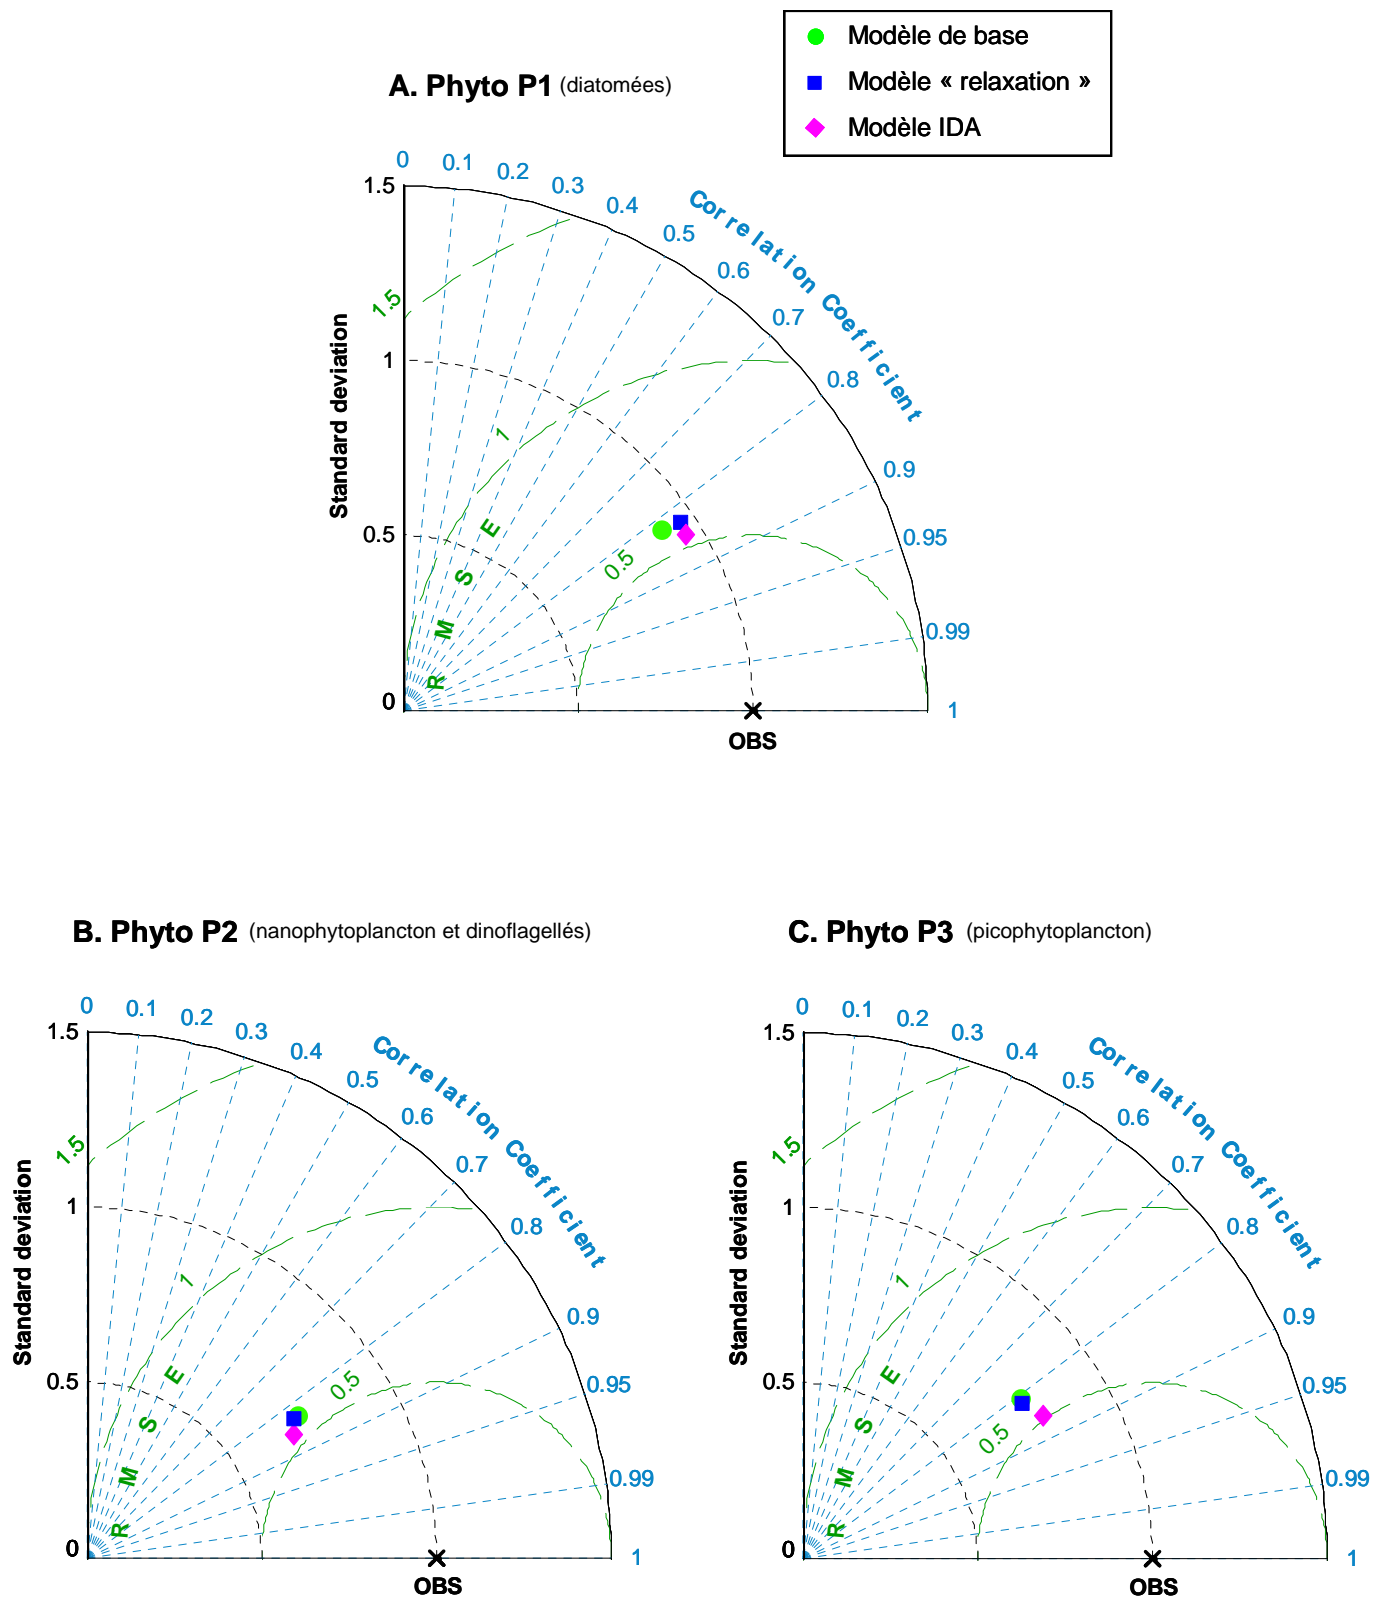 Modèle de base
Modèle « relaxation »
Modèle IDA
A. Phyto P1 (diatomées)
0 0.1 0.2 0.3 0.4 0.5 0.6 0.7 0.8 0.9 0.95 0.99 1
Correlation Coefficient
Standard deviation
1.5
1
0.5
0
1.5
1
0.5
RMSE
OBS
B. Phyto P2 (nanophytoplancton et dinoflagellés)
0 0.1 0.2 0.3 0.4 0.5 0.6 0.7 0.8 0.9 0.95 0.99 1
Correlation Coefficient
Standard deviation
1.5
1
0.5
0
1.5
1
0.5
RMSE
OBS
C. Phyto P3 (picophytoplancton)
0 0.1 0.2 0.3 0.4 0.5 0.6 0.7 0.8 0.9 0.95 0.99 1
Correlation Coefficient
Standard deviation
1.5
1
0.5
0
1.5
1
0.5
RMSE
OBS